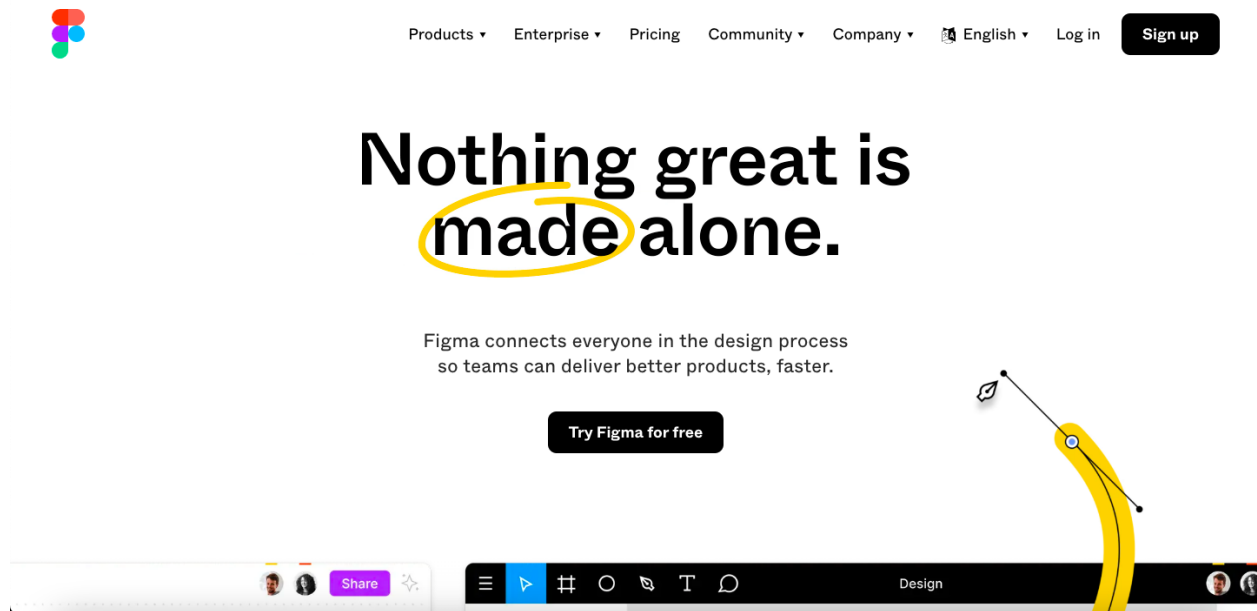 Products Enterprise Pricing Community Company English Log in Sign up
Nothing great is
made alone.
Figma connects everyone in the design process
so teams can deliver better products, faster.
Try Figma for free
Share
Design